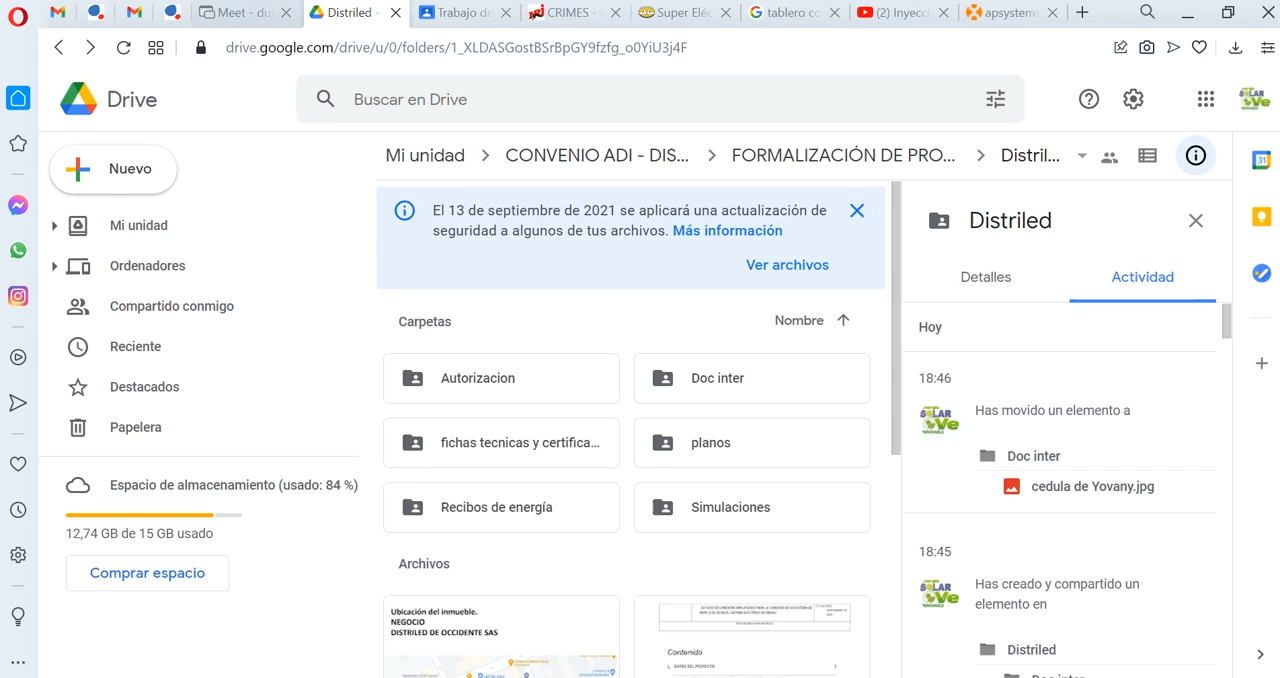 Meet - du
Distriled -
Trabajo de
CRIMES -
Super Eléc
tablero co
(2) Inyecci
apsystems
drive.google.com/drive/u/0/folders/1_XLDASGostBSrBpGY9fzfg_o0YiU3j4F
Drive
Buscar en Drive
Nuevo
Mi unidad
Ordenadores
Compartido conmigo
Reciente
Destacados
Papelera
Espacio de almacenamiento (usado: 84 %)
12,74 GB de 15 GB usado
Comprar espacio
Mi unidad > CONVENIO ADI - DIS... > FORMALIZACIÓN DE PRO... > Distril...
El 13 de septiembre de 2021 se aplicará una actualización de
seguridad a algunos de tus archivos. Más información
Ver archivos
Carpetas
Nombre
Autorizacion
Doc inter
fichas tecnicas y certifica...
planos
Recibos de energía
Simulaciones
Archivos
Ubicación del inmueble.
NEGOCIO
DISTRILED DE OCCIDENTE SAS
Contenido
Distriled
Detalles
Actividad
Hoy
18:46
Has movido un elemento a
Doc inter
cedula de Yovany.jpg
18:45
Has creado y compartido un
elemento en
Distriled
Doc inter
31